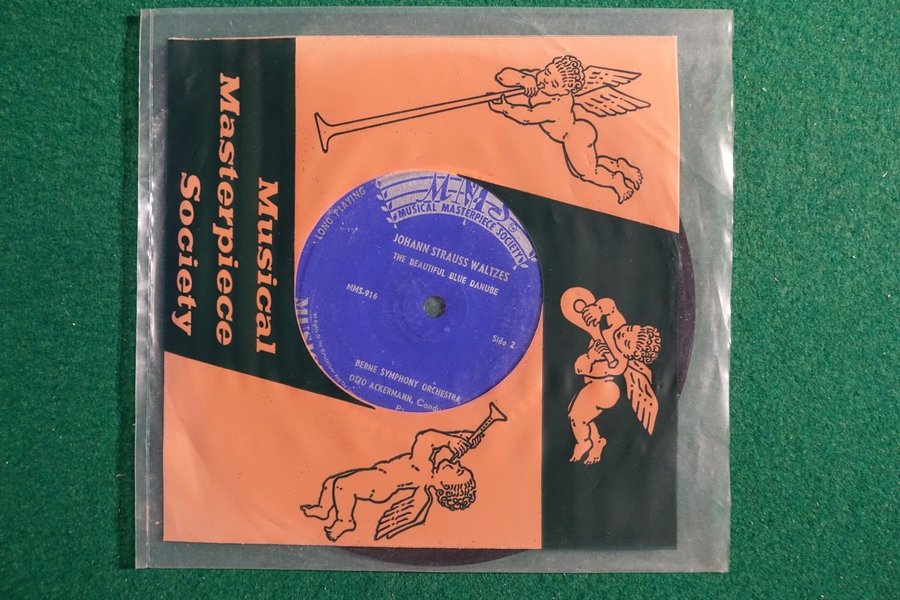 Musical
Masterpiece
Society
LONG PLAYING
MMS
MUSICAL MASTERPIECE SOCIETY
JOHANN STRAUSS WALTZES
THE BEAUTIFUL BLUE DANUBE
MMS-916
Side 2
BERNE SYMPHONY ORCHESTRA
OTTO ACKERMANN, Condu